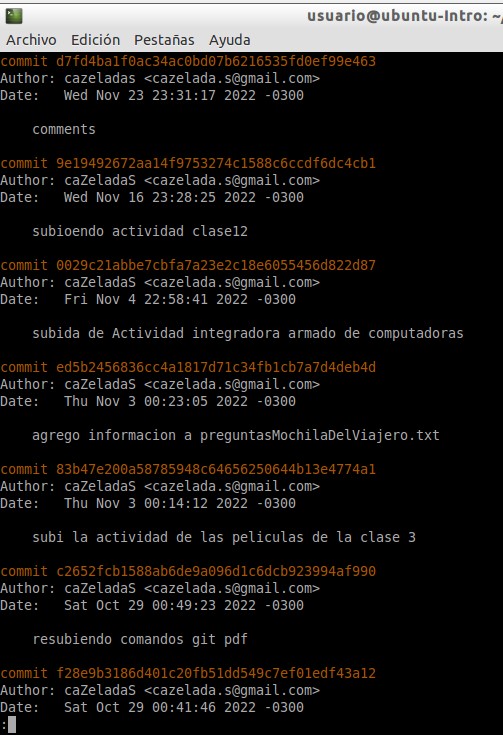 usuario@ubuntu-intro: ~/
Archivo Edición Pestañas Ayuda
commit d7fd4ba1f0ac34ac0bd07b6216535fd0ef99e463
Author: caZeladas <cazelada.s@gmail.com>
Date:   Wed Nov 23 23:31:17 2022 -0300
comments
commit 9e19492672aa14f9753274c1588c6ccdf6dc4cb1
Author: caZeladaS <cazelada.s@gmail.com>
Date:   Wed Nov 16 23:28:25 2022 -0300
subioendo actividad clase12
commit 0029c21abbe7cbfa7a23e2c18e6055456d822d87
Author: caZeladaS <cazelada.s@gmail.com>
Date:   Fri Nov 4 22:58:41 2022 -0300
subida de Actividad integradora armado de computadoras
commit ed5b2456836cc4a1817d71c34fb1cb7a7d4deb4d
Author: caZeladaS <cazelada.s@gmail.com>
Date:   Thu Nov 3 00:23:05 2022 -0300
agrego informacion a preguntasMochilaDelViajero.txt
commit 83b47e200a58785948c64656250644b13e4774a1
Author: caZeladaS <cazelada.s@gmail.com>
Date:   Thu Nov 3 00:14:12 2022 -0300
subi la actividad de las peliculas de la clase 3
commit c2652fcb1588ab6de9a096d1c6dcb923994af990
Author: caZeladaS <cazelada.s@gmail.com>
Date:   Sat Oct 29 00:49:23 2022 -0300
resubiendo comandos git pdf
commit f28e9b3186d401c20fb51dd549c7ef01edf43a12
Author: caZeladaS <cazelada.s@gmail.com>
Date:   Sat Oct 29 00:41:46 2022 -0300
: